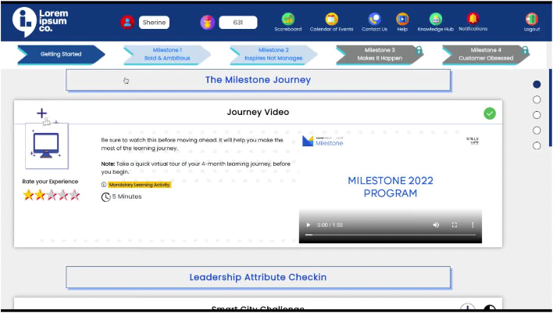 Lorem
ipsum
co.
Sherine
631
Scoreboard
Calendar of Events
Contact Us
Help
Knowledge Hub
Notifications
Logout
Getting Started
Milestone 1
Bold & Ambitious
Milestone 2
Inspires Not Manages
Milestone 3
Makes it Happen
Milestone 4
Customer Obsessed
The Milestone Journey
Journey Video
Be sure to watch this before moving ahead. It will help you make the
most of the learning journey.
Note: Take a quick virtual tour of your 4-month learning journey, before
you begin.
Mandatory Learning Activity
5 Minutes
Rate your Experience
Milestone
MILESTONE 2022
PROGRAM
0:00 / 1:52
Leadership Attribute Checkin
Smart City Challenge